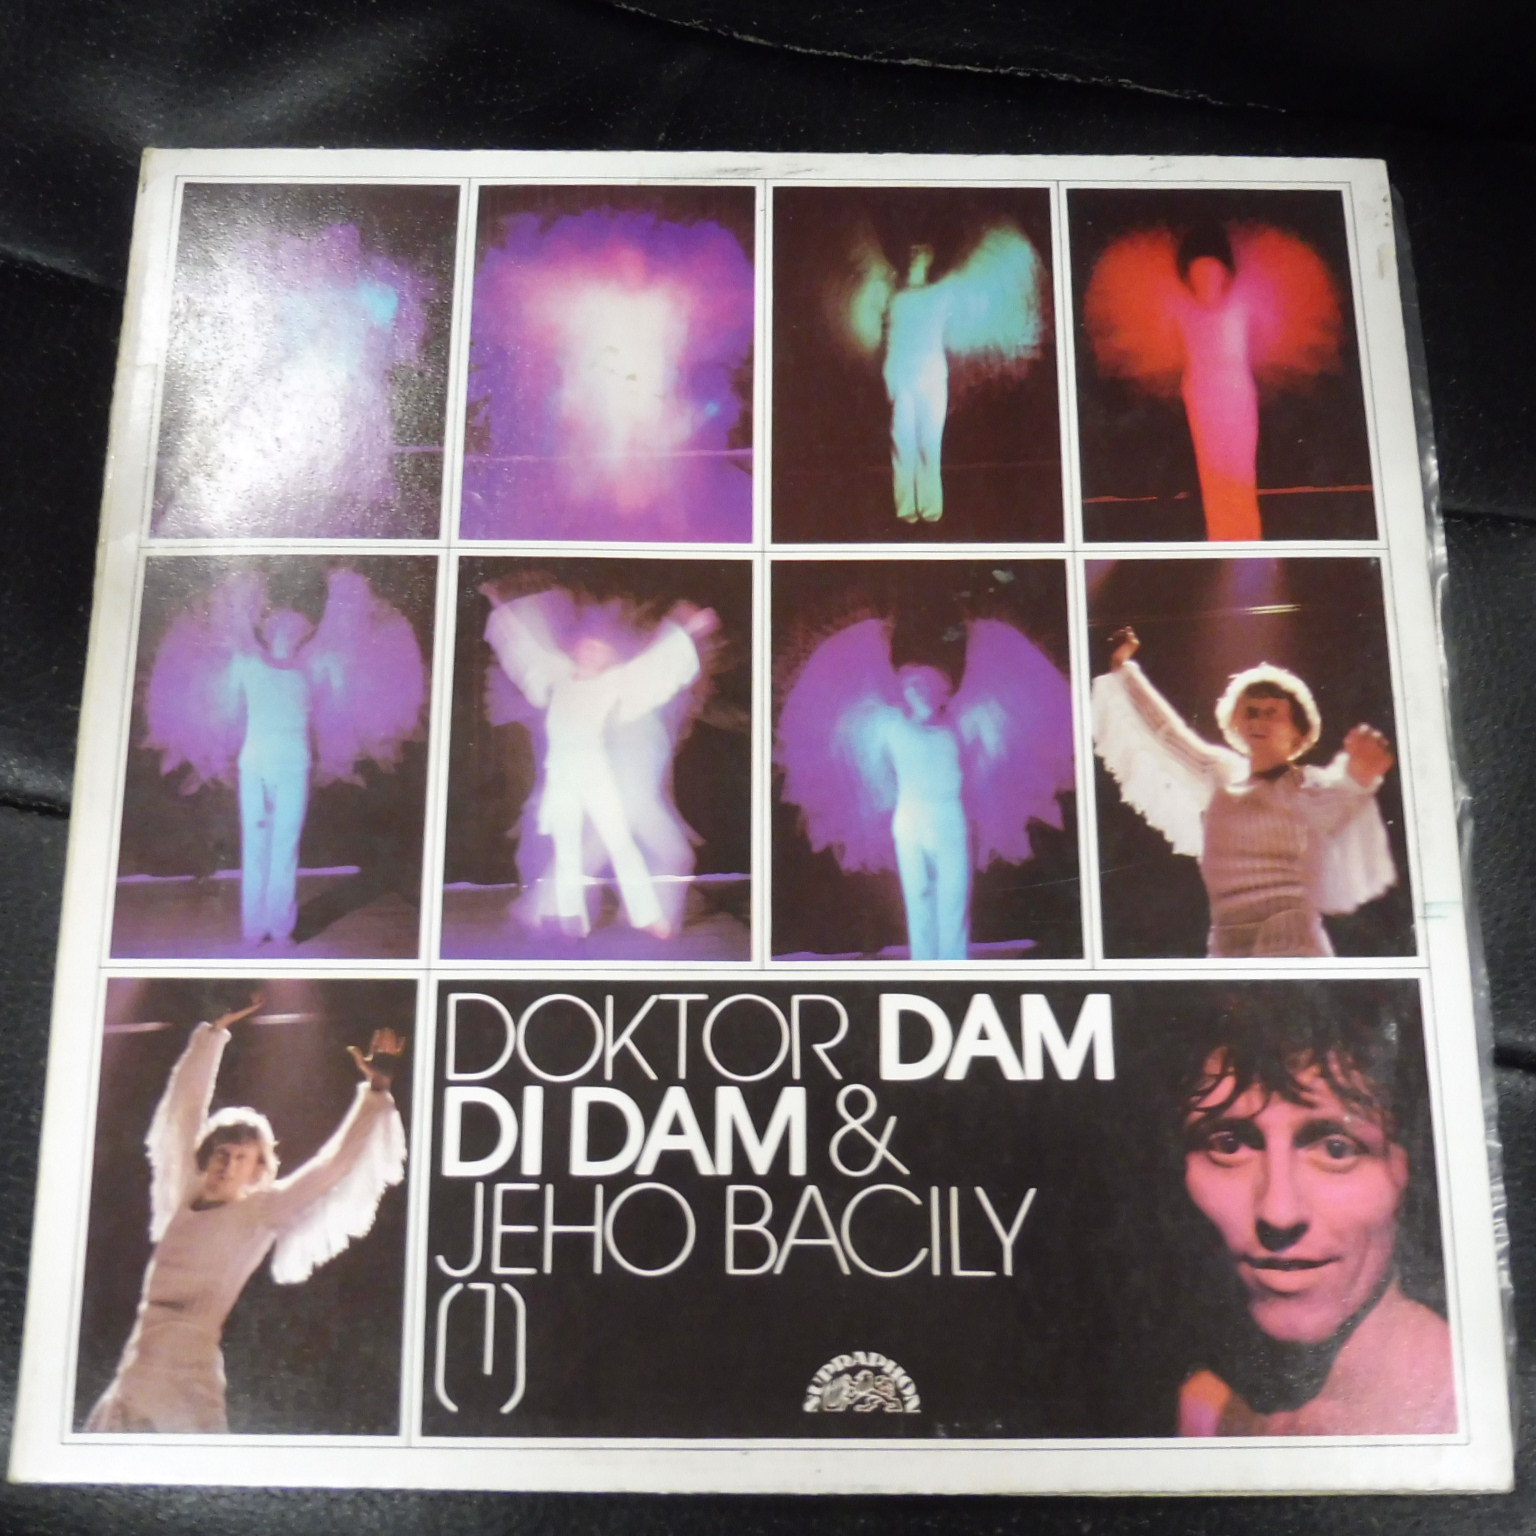 DOKTOR DAM
DI DAM &
JEHO BACILY
(1)
SUPRAPHON